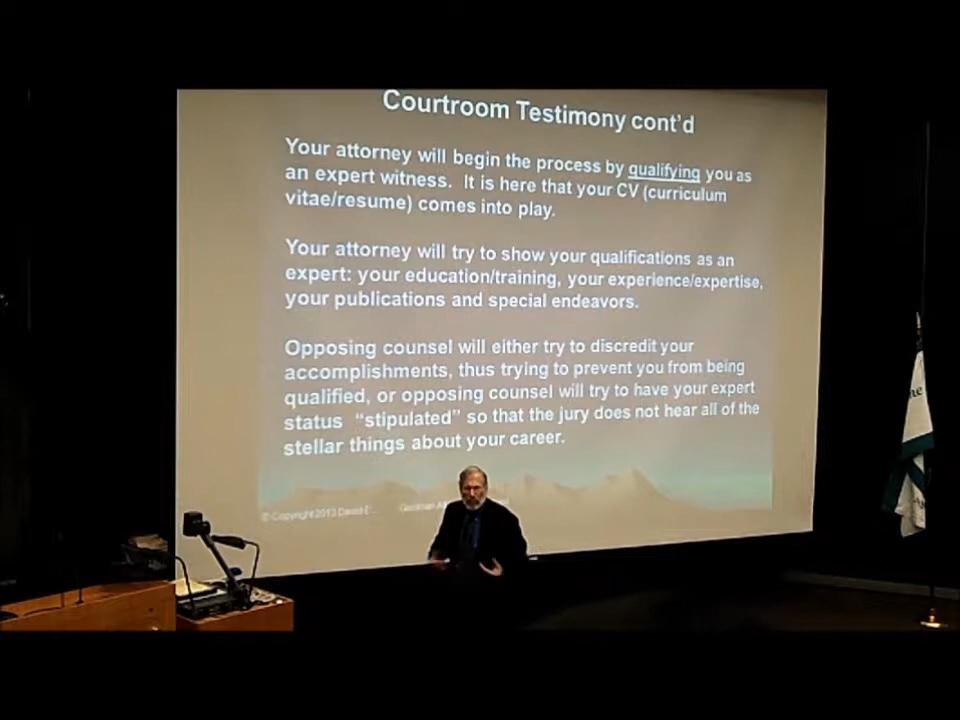 Courtroom Testimony cont'd
Your attorney will begin the process by qualifying you as
an expert witness. It is here that your CV (curriculum
vitae/resume) comes into play.
Your attorney will try to show your qualifications as an
expert: your education/training, your experience/expertise,
your publications and special endeavors.
Opposing counsel will either try to discredit your
accomplishments, thus trying to prevent you from being
qualified, or opposing counsel will try to have your expert
status "stipulated" so that the jury does not hear all of the
stellar things about your career.
© Copyright 2013 David E.